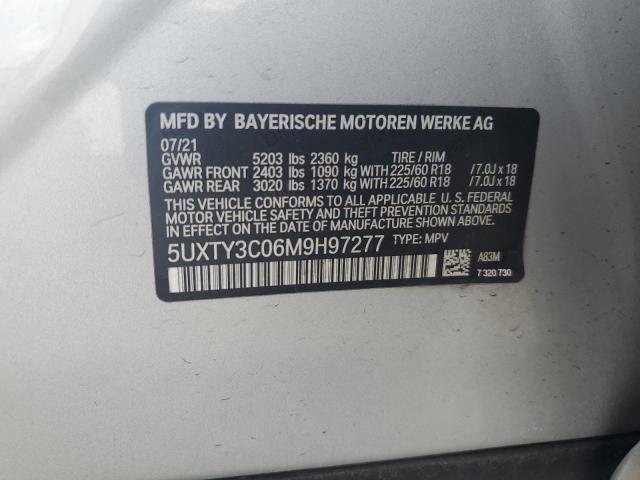 MFD BY BAYERISCHE MOTOREN WERKE AG
07/21
GVWR 5203 lbs 2360 kg TIRE / RIM
GAWR FRONT 2403 lbs 1090 kg WITH 225/60 R18 / 7.0J x 18
GAWR REAR 3020 lbs 1370 kg WITH 225/60 R18 / 7.0J x 18
THIS VEHICLE CONFORMS TO ALL APPLICABLE U. S. FEDERAL
MOTOR VEHICLE SAFETY, BUMPER, AND THEFT PREVENTION STANDARDS
IN EFFECT ON THE DATE OF MANUFACTURE SHOWN ABOVE.
5UXTY3C06M9H97277 TYPE: MPV
A83M
7 320 730